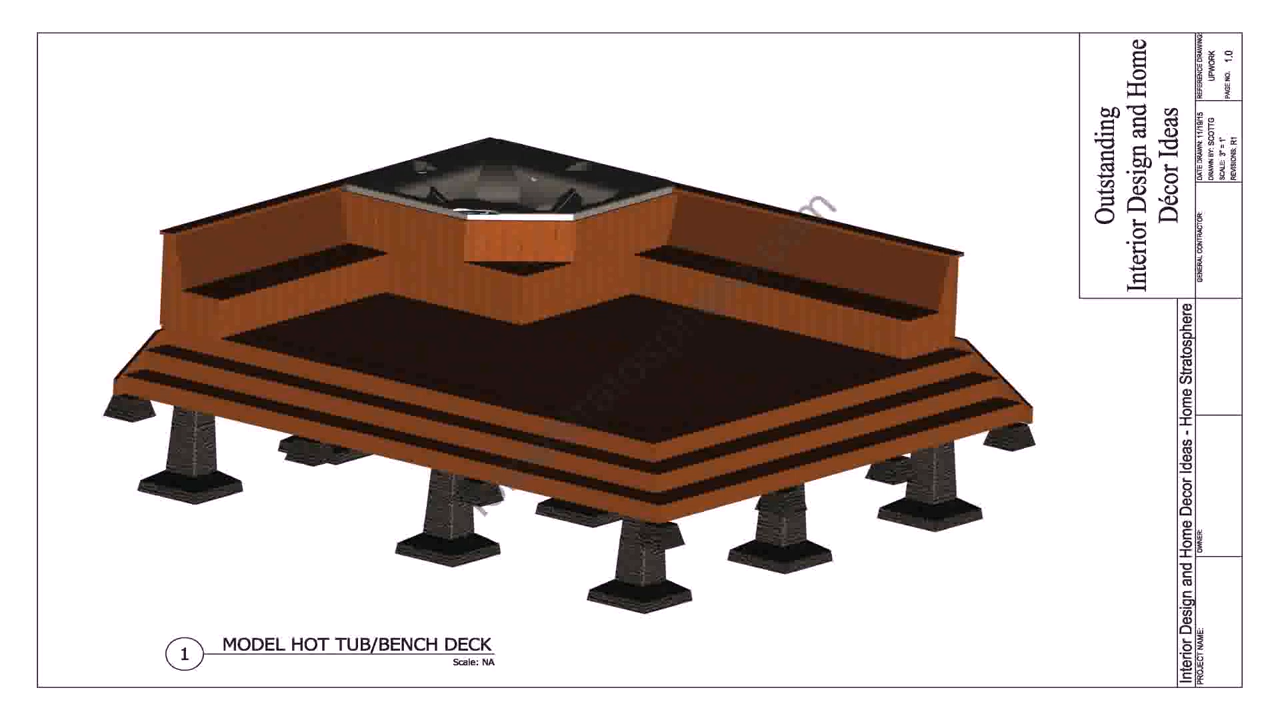 Outstanding
Interior Design and Home
Décor Ideas
REFERENCE DRAWING:
UPWORK
PAGE NO. 1.0
DATE DRAWN: 11/19/15
DRAWN BY: SCOTTG
SCALE: 3" = 1'
REVISIONS: R1
GENERAL CONTRACTOR:
OWNER:
Interior Design and Home Decor Ideas - Home Stratosphere
PROJECT NAME:
1
MODEL HOT TUB/BENCH DECK
Scale: NA